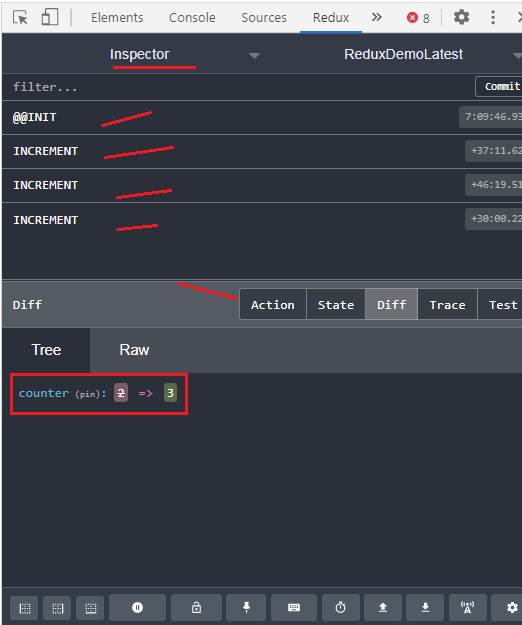 Elements Console Sources Redux 8
Inspector ReduxDemoLatest
filter... Commit
@@INIT 7:09:46.93
INCREMENT +37:11.62
INCREMENT +46:19.51
INCREMENT +30:00.22
Diff Action State Diff Trace Test
Tree Raw
counter (pin): 2 => 3